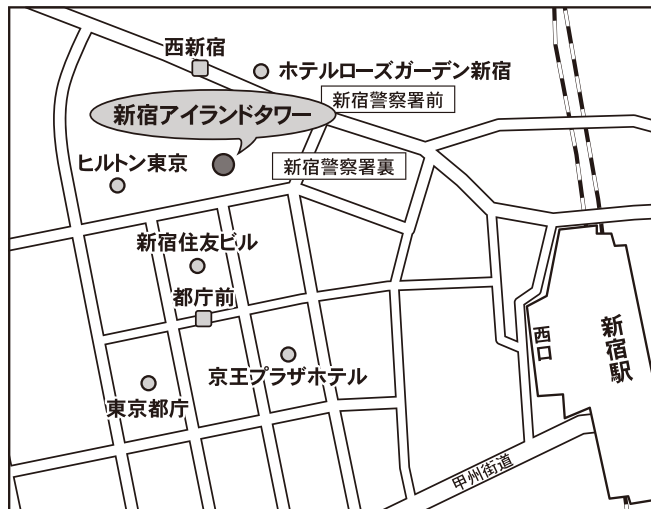 西新宿
ホテルローズガーデン新宿
新宿警察署前
新宿アイランドタワー
新宿警察署裏
ヒルトン東京
新宿住友ビル
都庁前
西口
新宿駅
京王プラザホテル
東京都庁
甲州街道